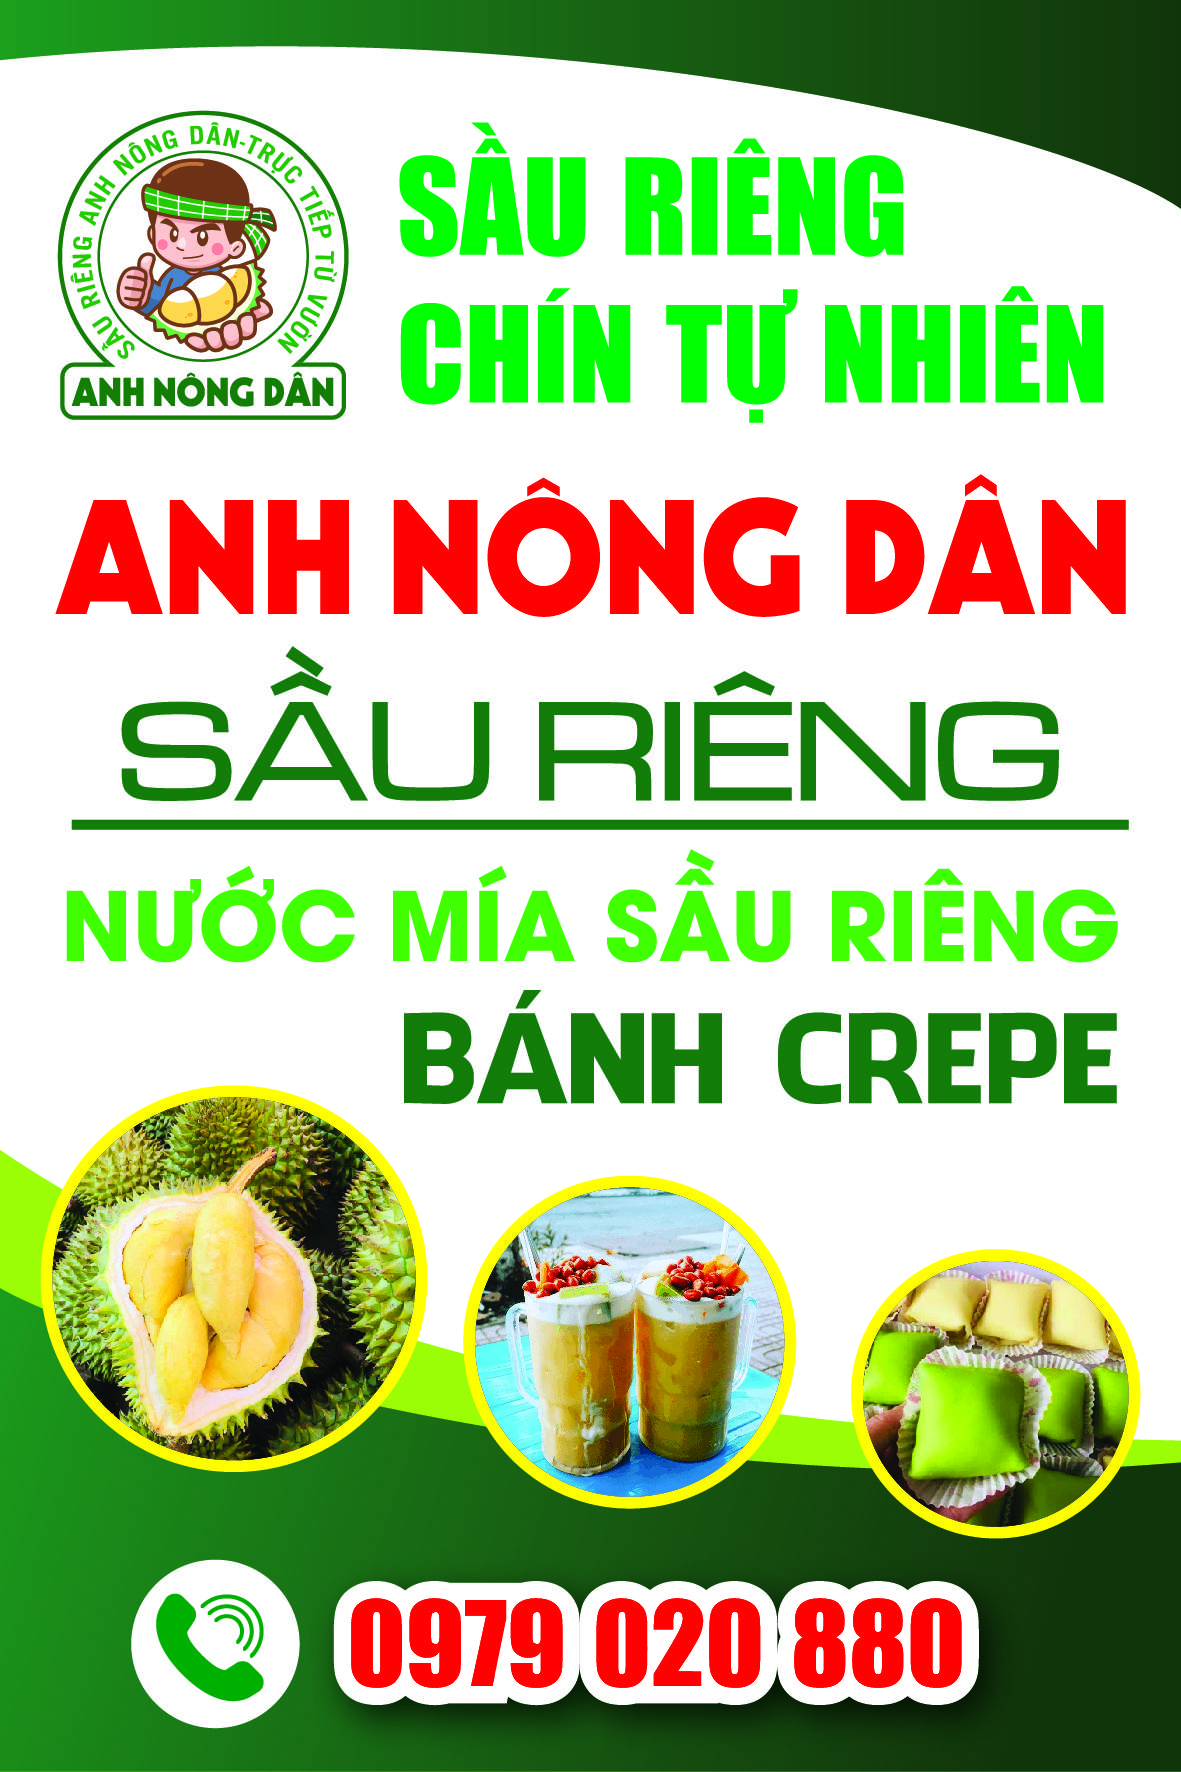 SẦU RIÊNG ANH NÔNG DÂN-TRỰC TIẾP TỪ VƯỜN
ANH NÔNG DÂN
SẦU RIÊNG
CHÍN TỰ NHIÊN
ANH NÔNG DÂN
SẦU RIÊNG
NƯỚC MÍA SẦU RIÊNG
BÁNH CREPE
0979 020 880